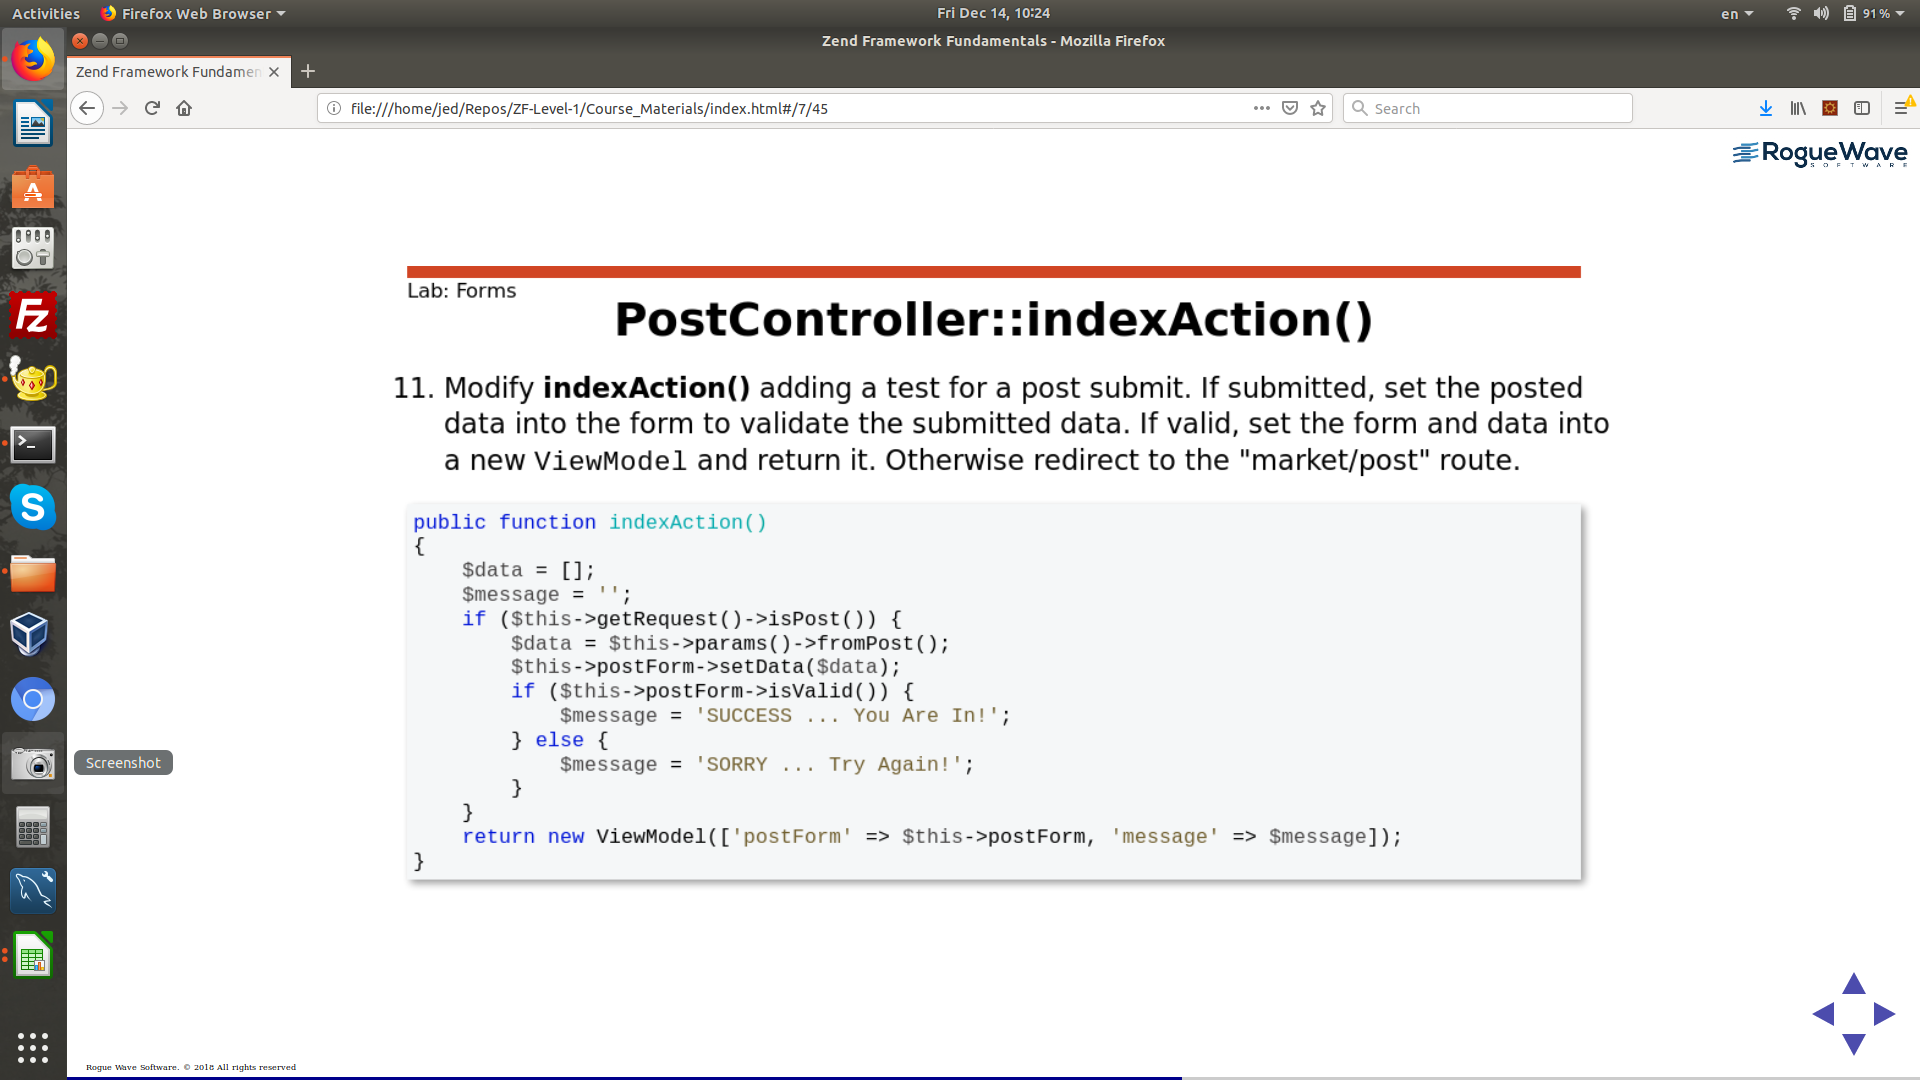 Activities
Firefox Web Browser
Fri Dec 14, 10:24
en
91 %
Zend Framework Fundamentals - Mozilla Firefox
Zend Framework Fundamen
file:///home/jed/Repos/ZF-Level-1/Course_Materials/index.html#/7/45
Search
RogueWave
SOFTWARE
Lab: Forms
PostController::indexAction()
11. Modify indexAction() adding a test for a post submit. If submitted, set the posted
data into the form to validate the submitted data. If valid, set the form and data into
a new ViewModel and return it. Otherwise redirect to the "market/post" route.
public function indexAction()
{
    $data = [];
    $message = '';
    if ($this->getRequest()->isPost()) {
        $data = $this->params()->fromPost();
        $this->postForm->setData($data);
        if ($this->postForm->isValid()) {
            $message = 'SUCCESS ... You Are In!';
        } else {
            $message = 'SORRY ... Try Again!';
        }
    }
    return new ViewModel(['postForm' => $this->postForm, 'message' => $message]);
}
Screenshot
Rogue Wave Software. © 2018 All rights reserved